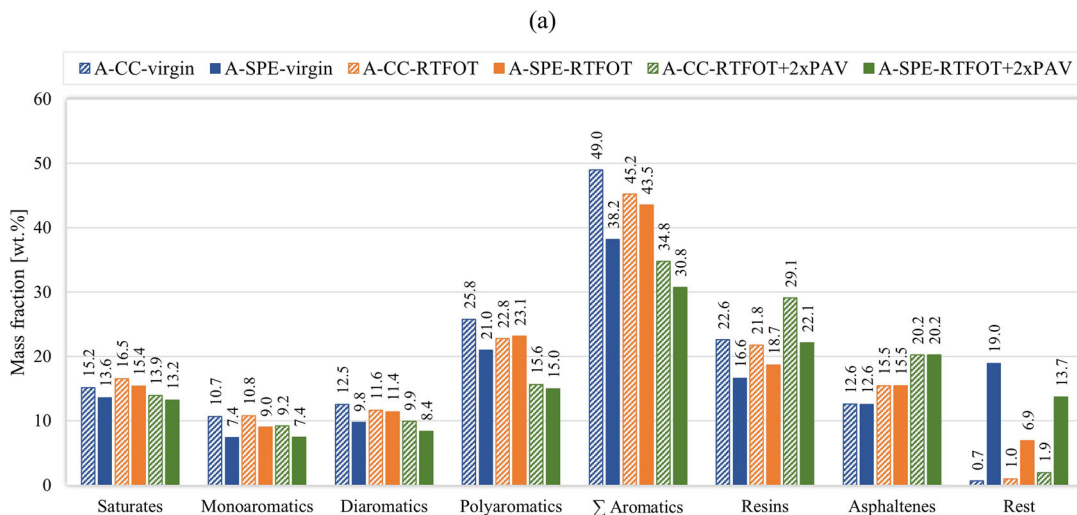 (a)
A-CC-virgin A-SPE-virgin A-CC-RTFOT A-SPE-RTFOT A-CC-RTFOT+2xPAV A-SPE-RTFOT+2xPAV
Mass fraction [wt.%]
60
50
40
30
20
10
0
15.2 13.6 16.5 15.4 13.9 13.2
10.7 7.4 10.8 9.0 9.2 7.4
12.5 9.8 11.6 11.4 9.9 8.4
25.8 21.0 22.8 23.1 15.6 15.0
49.0 38.2 45.2 43.5 34.8 30.8
22.6 16.6 21.8 18.7 29.1 22.1
12.6 12.6 15.5 15.5 20.2 20.2
0.7 19.0 1.0 6.9 1.9 13.7
Saturates Monoaromatics Diaromatics Polyaromatics ∑ Aromatics Resins Asphaltenes Rest